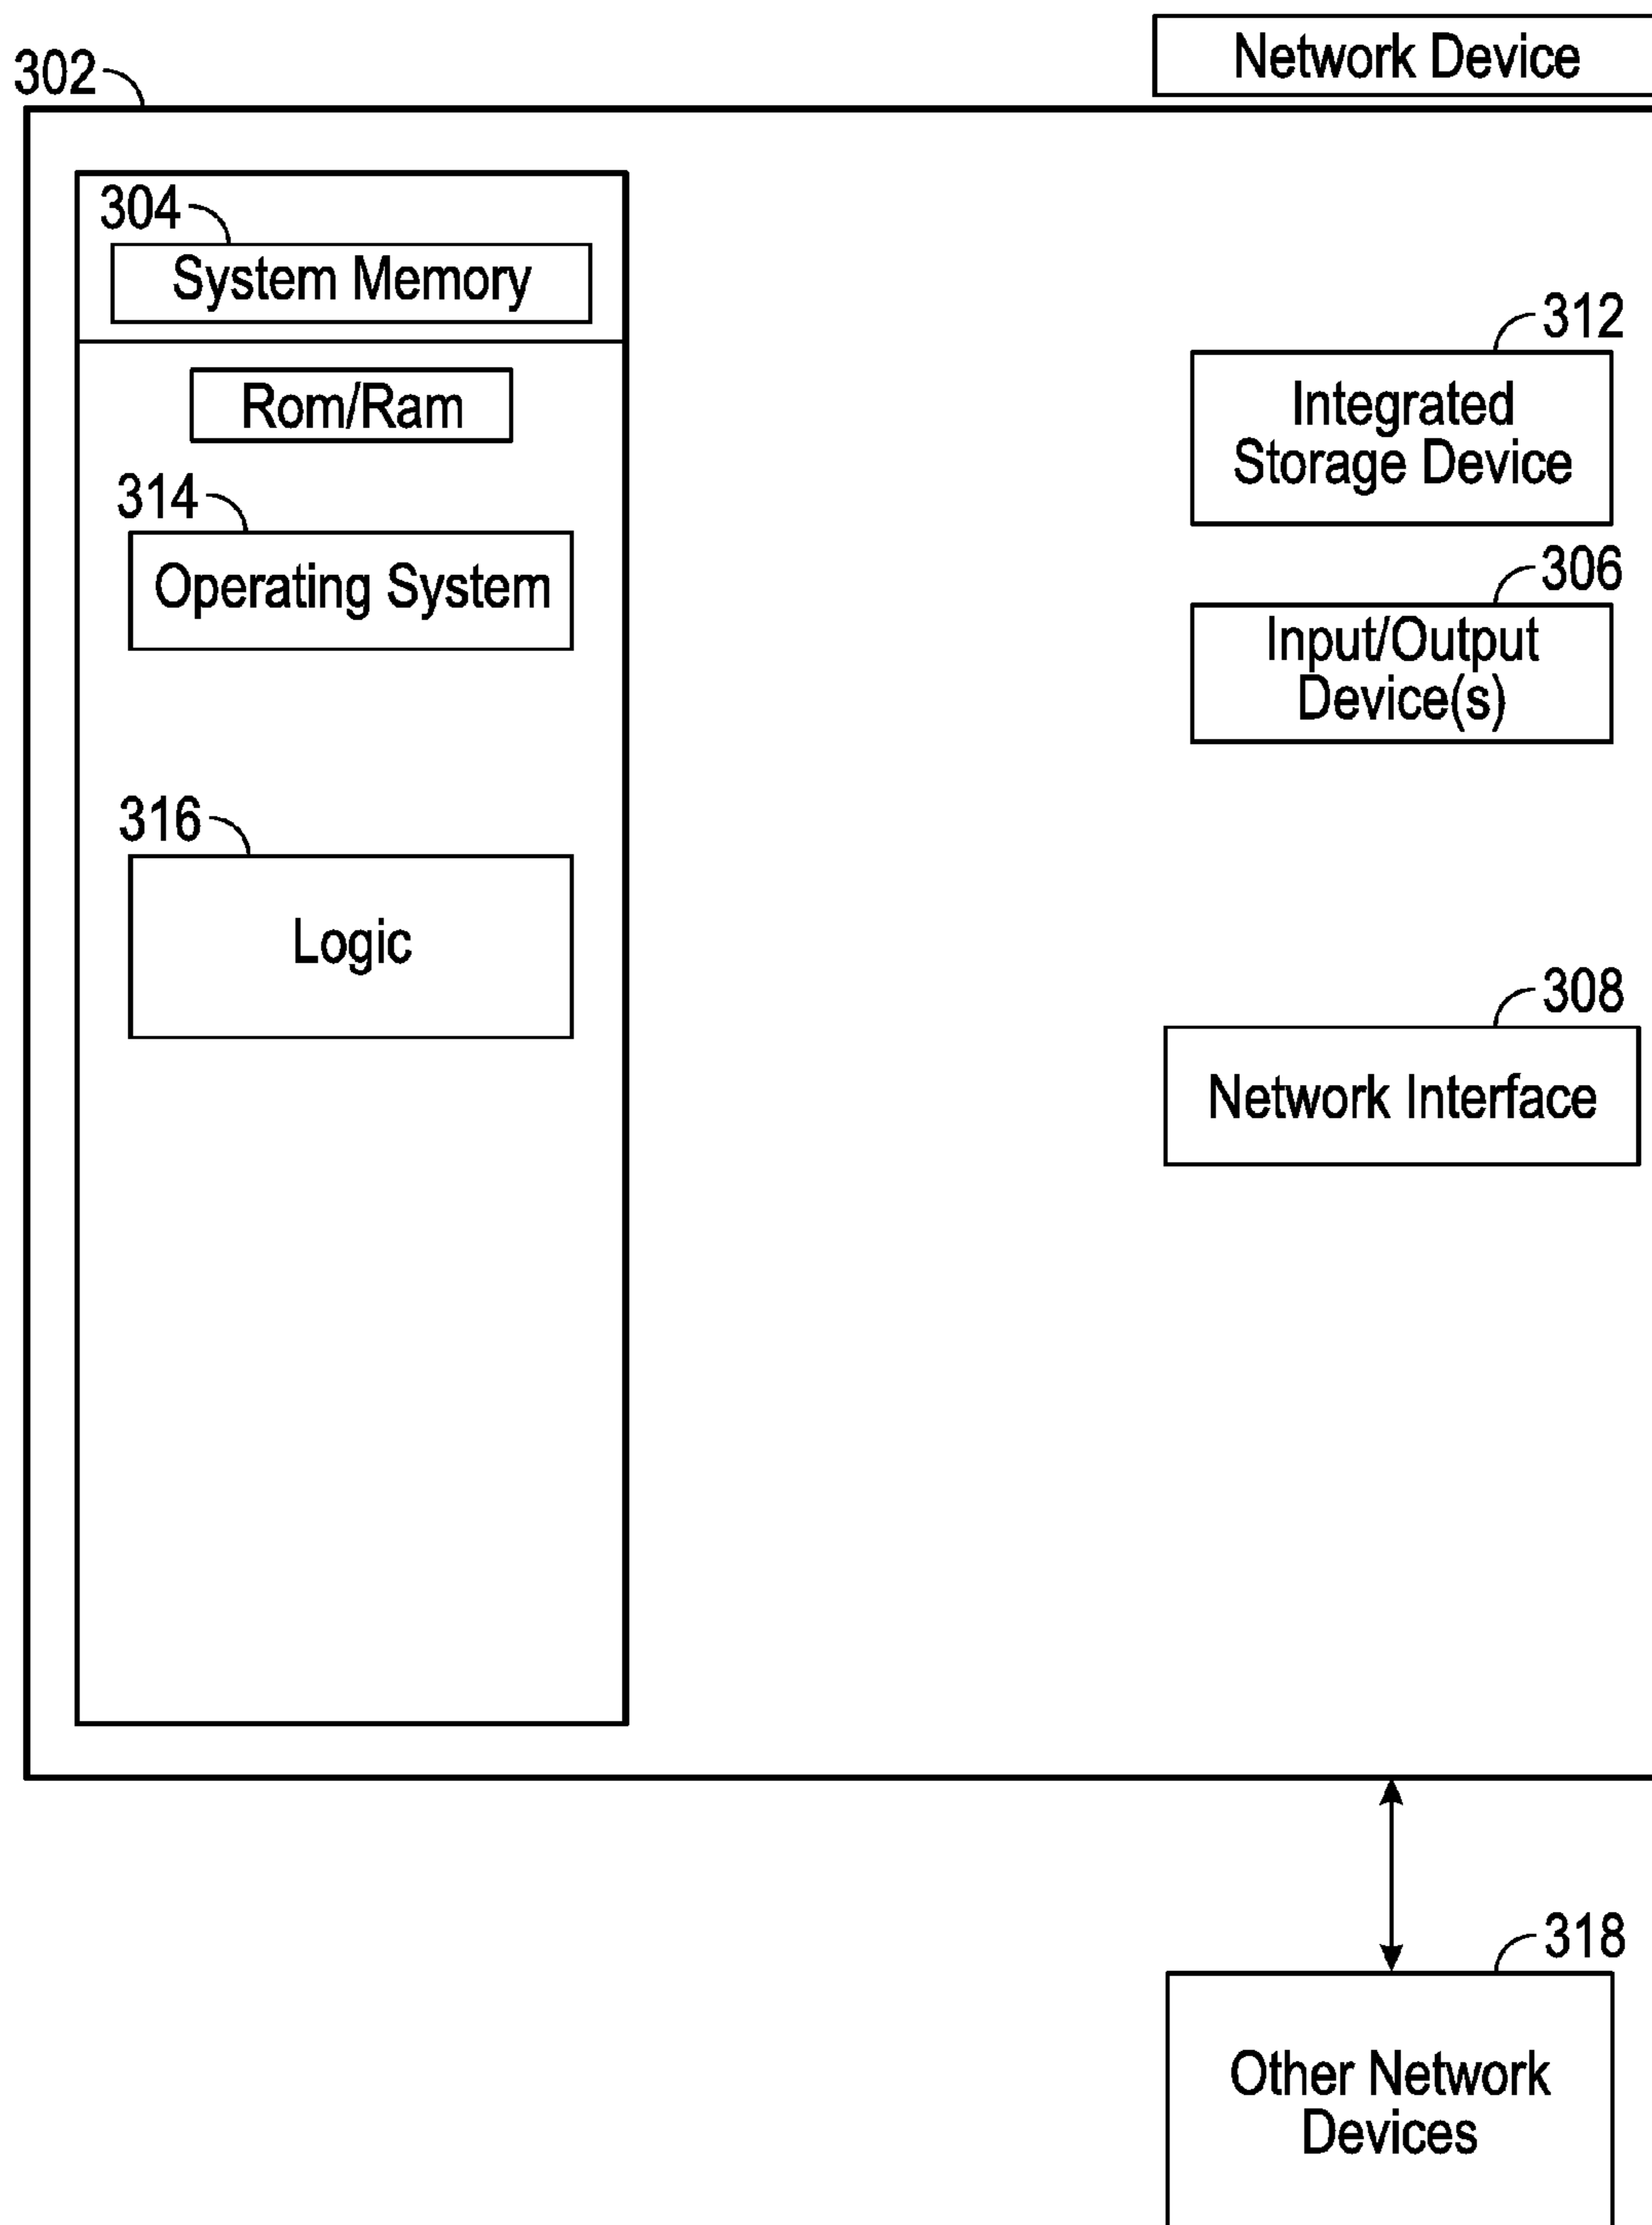 Network Device
302
304
System Memory
Rom/Ram
314
Operating System
316
Logic
312
Integrated
Storage Device
306
Input/Output
Device(s)
308
Network Interface
318
Other Network
Devices